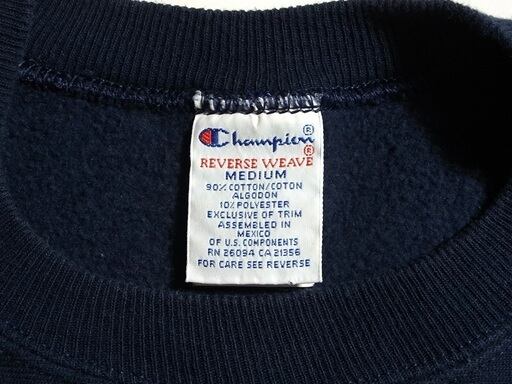 Champion®
REVERSE WEAVE®
MEDIUM
90% COTTON/COTON
ALGODON
10% POLYESTER
EXCLUSIVE OF TRIM
ASSEMBLED IN
MEXICO
OF U.S. COMPONENTS
RN 26094 CA 21356
FOR CARE SEE REVERSE